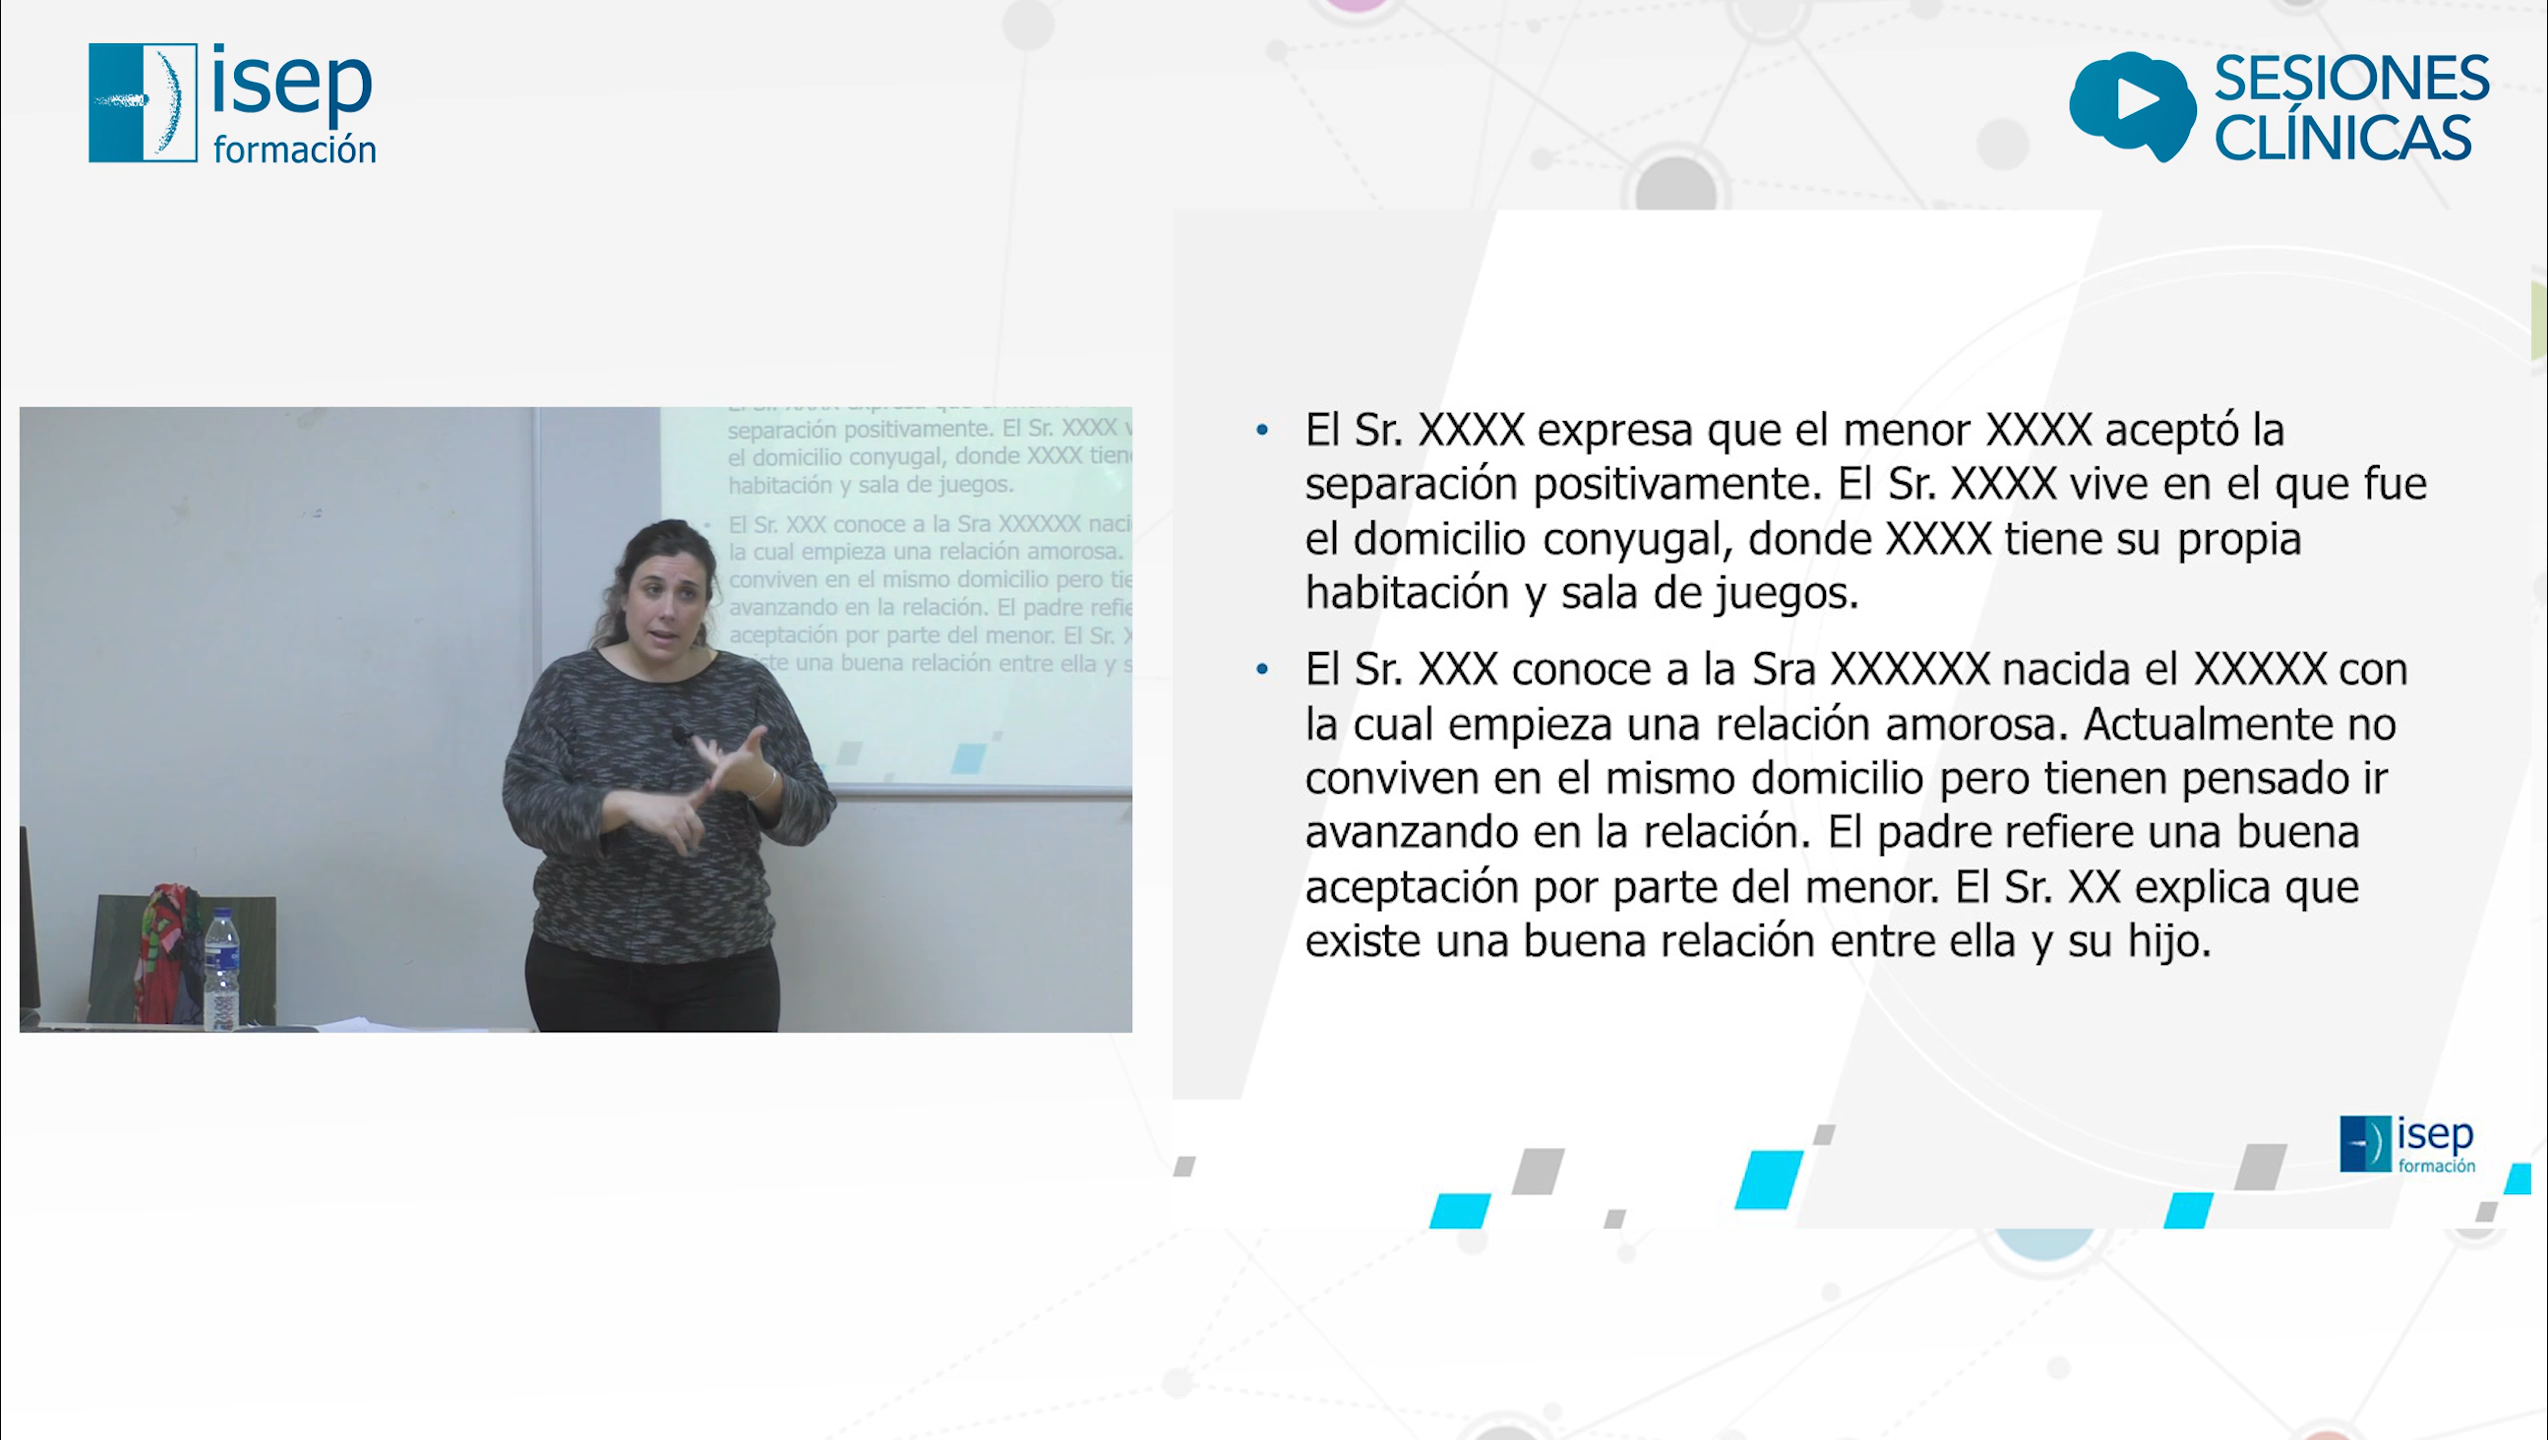 isep
formación
SESIONES
CLÍNICAS
separación positivamente. El Sr. XXXX
el domicilio conyugal, donde XXXX
habitación y sala de juegos.
El Sr. XXX conoce a la Sra XXXXXX
la cual empieza una relación amorosa.
conviven en el mismo domicilio pero
avanzando en la relación. El padre
aceptación por parte del menor. El Sr.
una buena relación entre ella y
• El Sr. XXXX expresa que el menor XXXX aceptó la
separación positivamente. El Sr. XXXX vive en el que fue
el domicilio conyugal, donde XXXX tiene su propia
habitación y sala de juegos.
• El Sr. XXX conoce a la Sra XXXXXX nacida el XXXXX con
la cual empieza una relación amorosa. Actualmente no
conviven en el mismo domicilio pero tienen pensado ir
avanzando en la relación. El padre refiere una buena
aceptación por parte del menor. El Sr. XX explica que
existe una buena relación entre ella y su hijo.
isep
formación